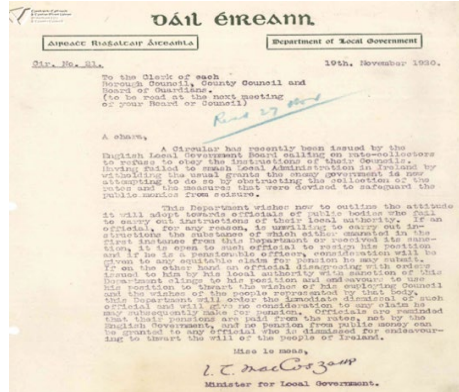 DÁIL ÉIREANN
Department of Local Government
Cir. No. 21.
19th. November 1920.
To the Clerk of each
Borough Council, County Council and
Board of Guardians.
(to be read at the next meeting
of your Board or Council)
Read 27 Nov
A chara,
A Circular has recently been issued by the
English Local Government Board calling on rate-collectors
to refuse to obey the instructions of their Councils.
Having failed to smash Local Administration in Ireland by
withholding the usual grants the enemy government is now
attempting to do so by obstructing the collection of the
rates and the measures that were devised to safeguard the
public monies from seizure.
This Department wishes now to outline the attitude
it will adopt towards officials of public bodies who fail
to carry out instructions of their local authority. If an
official, for any reason, is unwilling to carry out in-
structions the substance of which either emanated in the
first instance from this Department or received its sanc-
tion, it is open to such official to resign his position
and if he is a pensionable officer, consideration will be
given to any equitable claim for pension he may submit.
If on the other hand an official disagreeing with orders
issued to him by his local authority with sanction of this
Department clings to his position and endeavours to use
his position to thwart the wishes of his employing Council
and the wishes of the people represented by that body,
this Department will order the immediate dismissal of such
official and will give no consideration to any claim he
may subsequently make for pension. Officials are reminded
that their pensions are paid from the rates, not by the
English Government, and no pension from public money can
be granted to any official who is dismissed for endeavour-
ing to thwart the will of the people of Ireland.
Mise le meas,
Minister for Local Government.